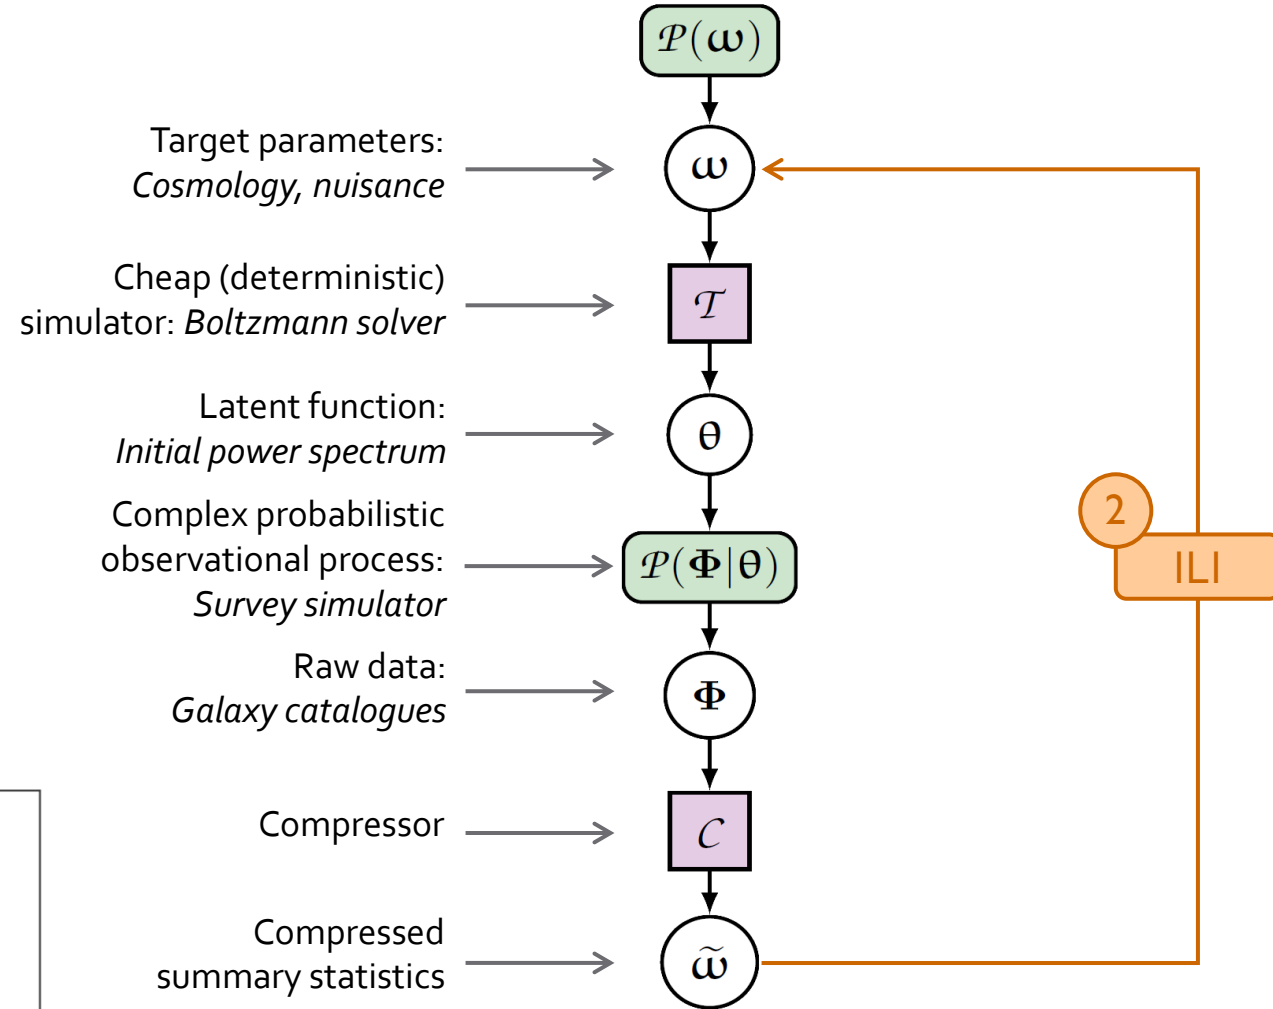 𝒫(ω)
Target parameters:
Cosmology, nuisance
ω
Cheap (deterministic)
simulator: Boltzmann solver
𝒯
Latent function:
Initial power spectrum
θ
Complex probabilistic
observational process:
Survey simulator
𝒫(Φ|θ)
2
ILI
Raw data:
Galaxy catalogues
Φ
Compressor
𝒞
Compressed
summary statistics
ω̃